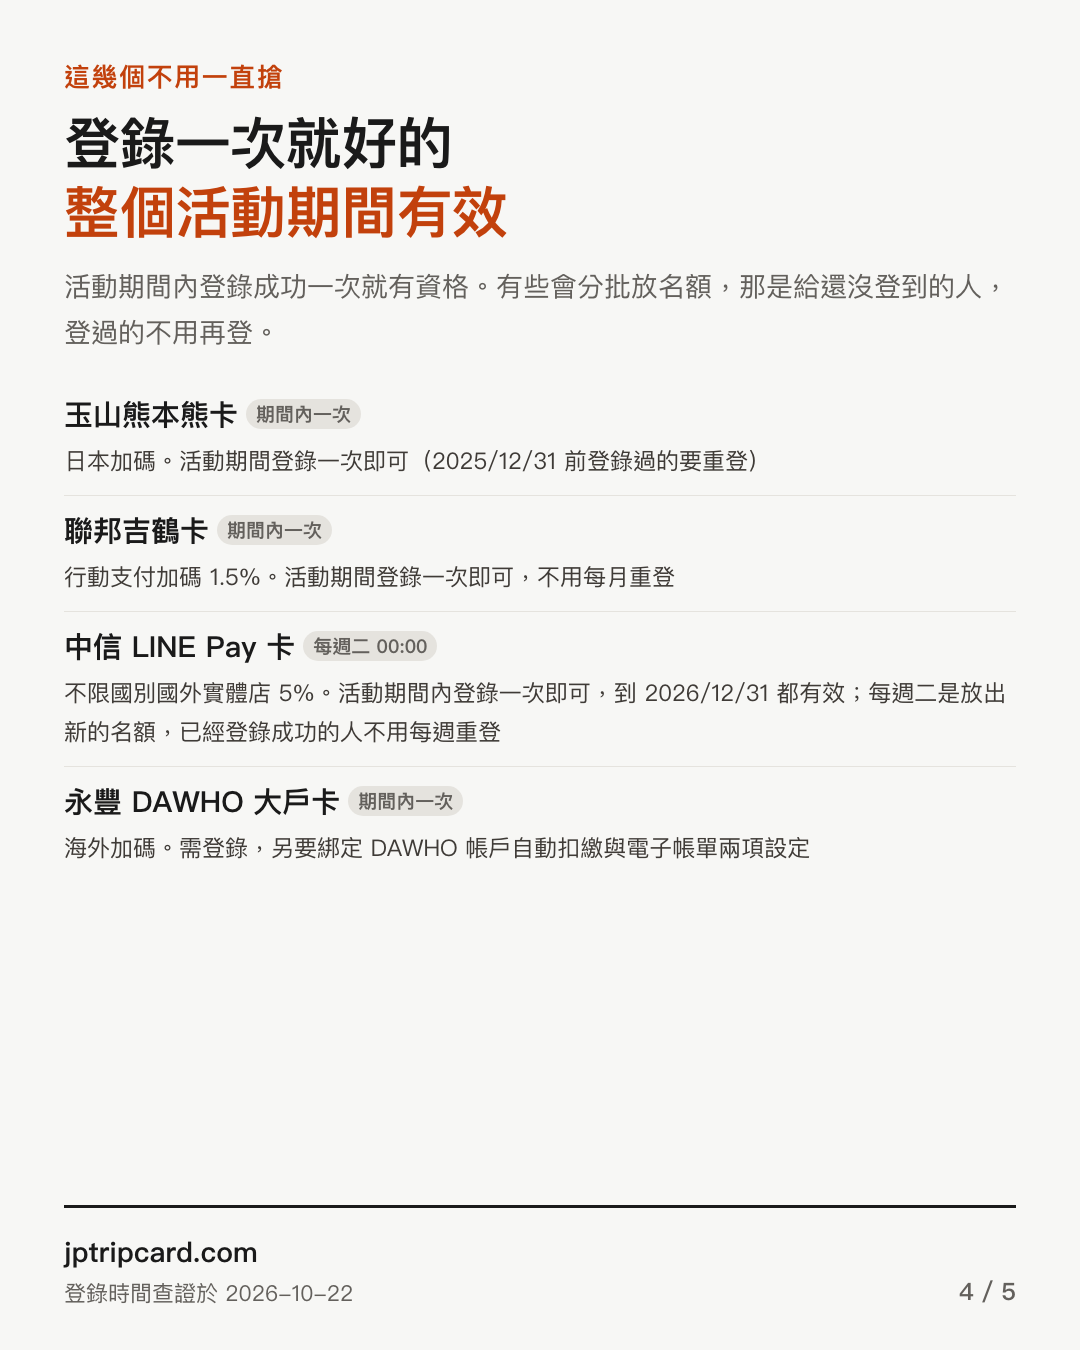 這幾個不用一直搶
登錄一次就好的
整個活動期間有效
活動期間內登錄成功一次就有資格。有些會分批放名額，那是給還沒登到的人，
登過的不用再登。
玉山熊本熊卡 期間內一次
日本加碼。活動期間登錄一次即可（2025/12/31 前登錄過的要重登）
聯邦吉鶴卡 期間內一次
行動支付加碼 1.5%。活動期間登錄一次即可，不用每月重登
中信 LINE Pay 卡 每週二 00:00
不限國別國外實體店 5%。活動期間內登錄一次即可，到 2026/12/31 都有效；每週二是放出
新的名額，已經登錄成功的人不用每週重登
永豐 DAWHO 大戶卡 期間內一次
海外加碼。需登錄，另要綁定 DAWHO 帳戶自動扣繳與電子帳單兩項設定
jptripcard.com
登錄時間查證於 2026-10-22
4 / 5